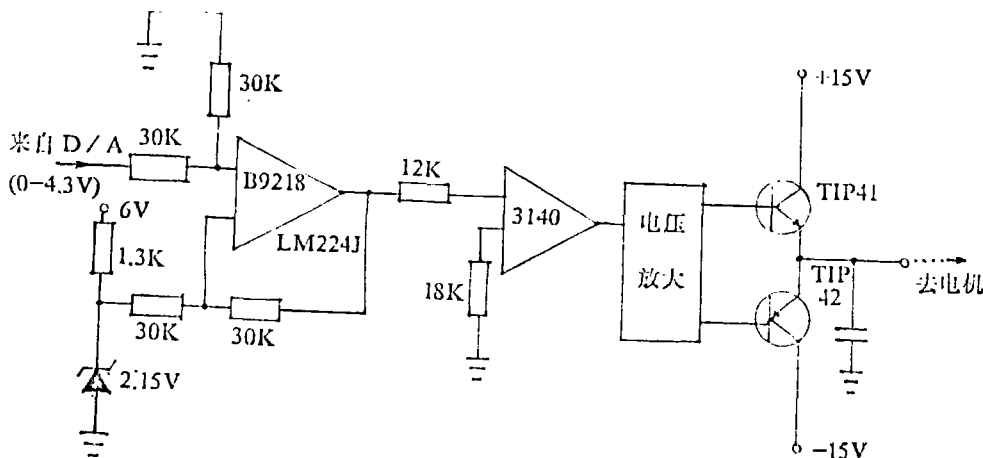 30K
来自 D/A
30K
(0-4.3V)
6V
1.3K
30K
30K
2.15V
B9218
LM224J
12K
3140
18K
电压
放大
+15V
TIP41
TIP
42
去电机
-15V